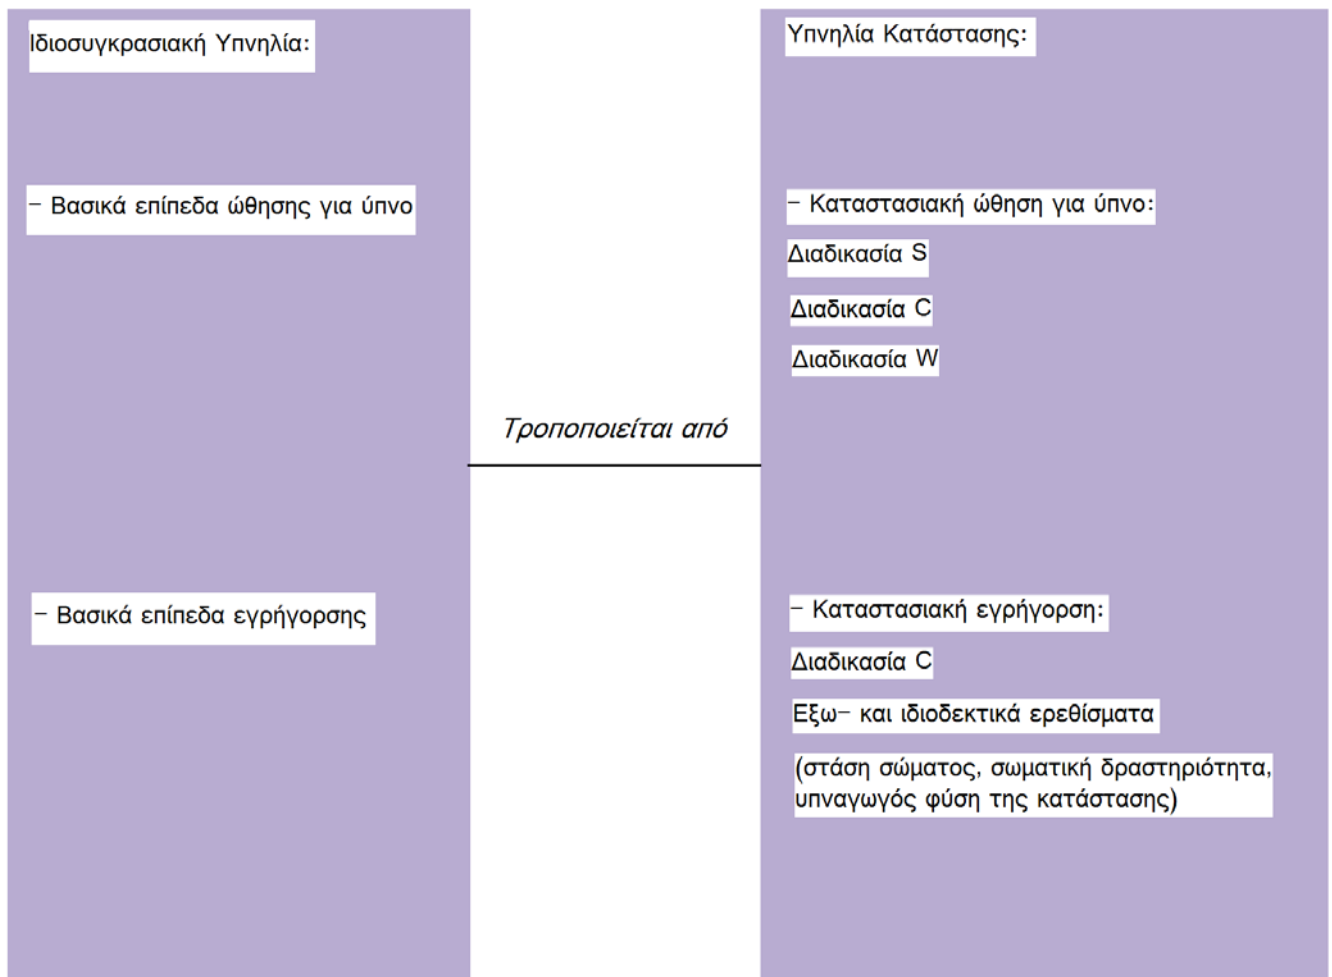 Ιδιοσυγκρασιακή Υπνηλία:
– Βασικά επίπεδα ώθησης για ύπνο
– Βασικά επίπεδα εγρήγορσης
Τροποποιείται από
Υπνηλία Κατάστασης:
– Καταστασιακή ώθηση για ύπνο:
Διαδικασία S
Διαδικασία C
Διαδικασία W
– Καταστασιακή εγρήγορση:
Διαδικασία C
Εξω– και ιδιοδεκτικά ερεθίσματα
(στάση σώματος, σωματική δραστηριότητα,
υπναγωγός φύση της κατάστασης)